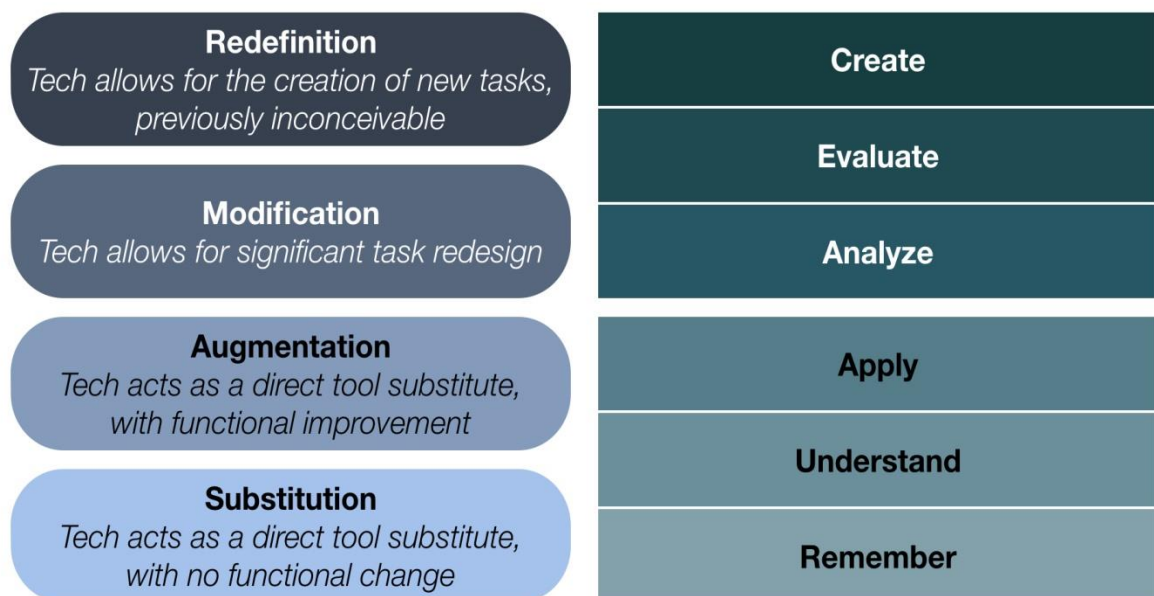 Redefinition
Tech allows for the creation of new tasks,
previously inconceivable
Modification
Tech allows for significant task redesign
Augmentation
Tech acts as a direct tool substitute,
with functional improvement
Substitution
Tech acts as a direct tool substitute,
with no functional change
Create
Evaluate
Analyze
Apply
Understand
Remember